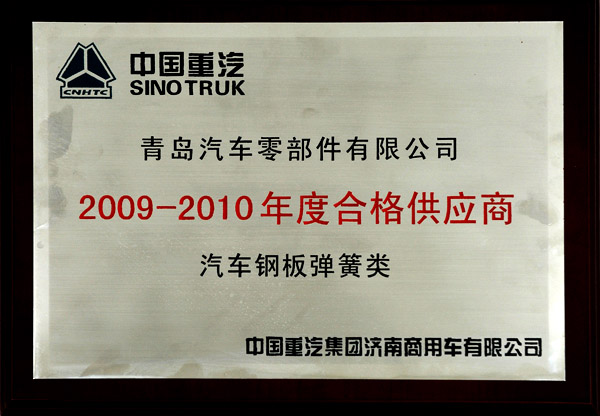 中国重汽
CNHTC
SINOTRUK
青岛汽车零部件有限公司
2009-2010年度合格供应商
汽车钢板弹簧类
中国重汽集团济南商用车有限公司